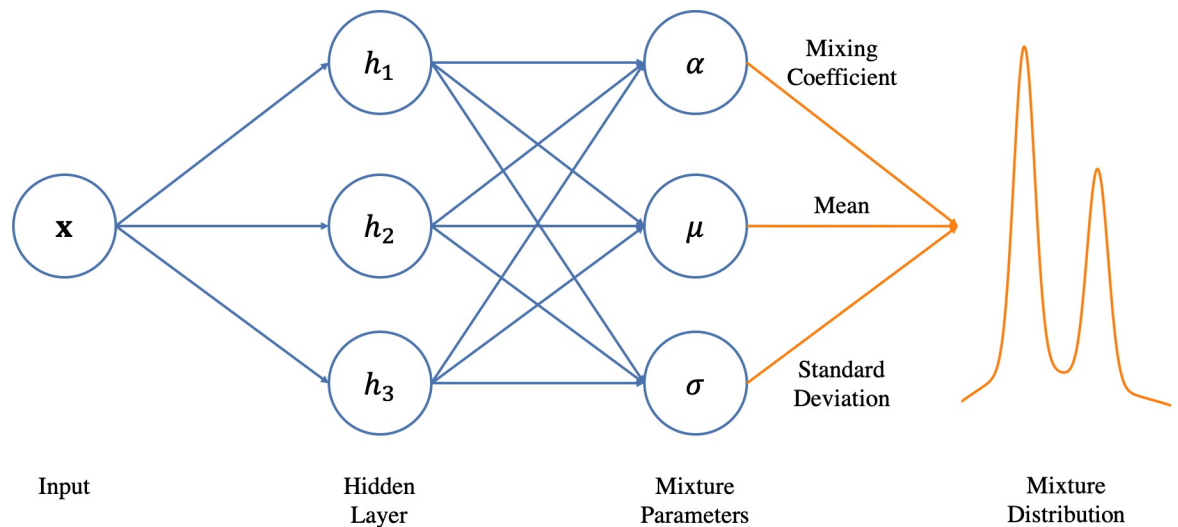 x
h1
h2
h3
α
μ
σ
Mixing
Coefficient
Mean
Standard
Deviation
Input
Hidden
Layer
Mixture
Parameters
Mixture
Distribution